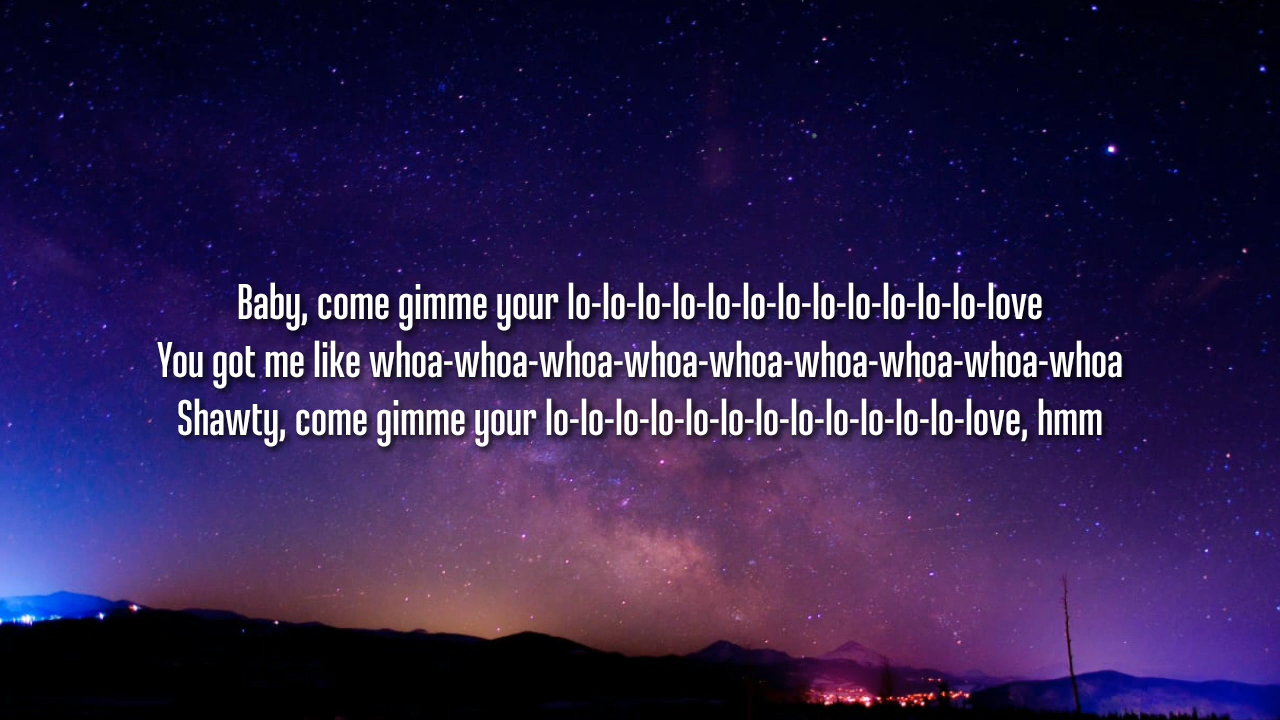 Baby, come gimme your lo-lo-lo-lo-lo-lo-lo-lo-lo-lo-lo-lo-love
You got me like whoa-whoa-whoa-whoa-whoa-whoa-whoa-whoa-whoa
Shawty, come gimme your lo-lo-lo-lo-lo-lo-lo-lo-lo-lo-lo-lo-love, hmm